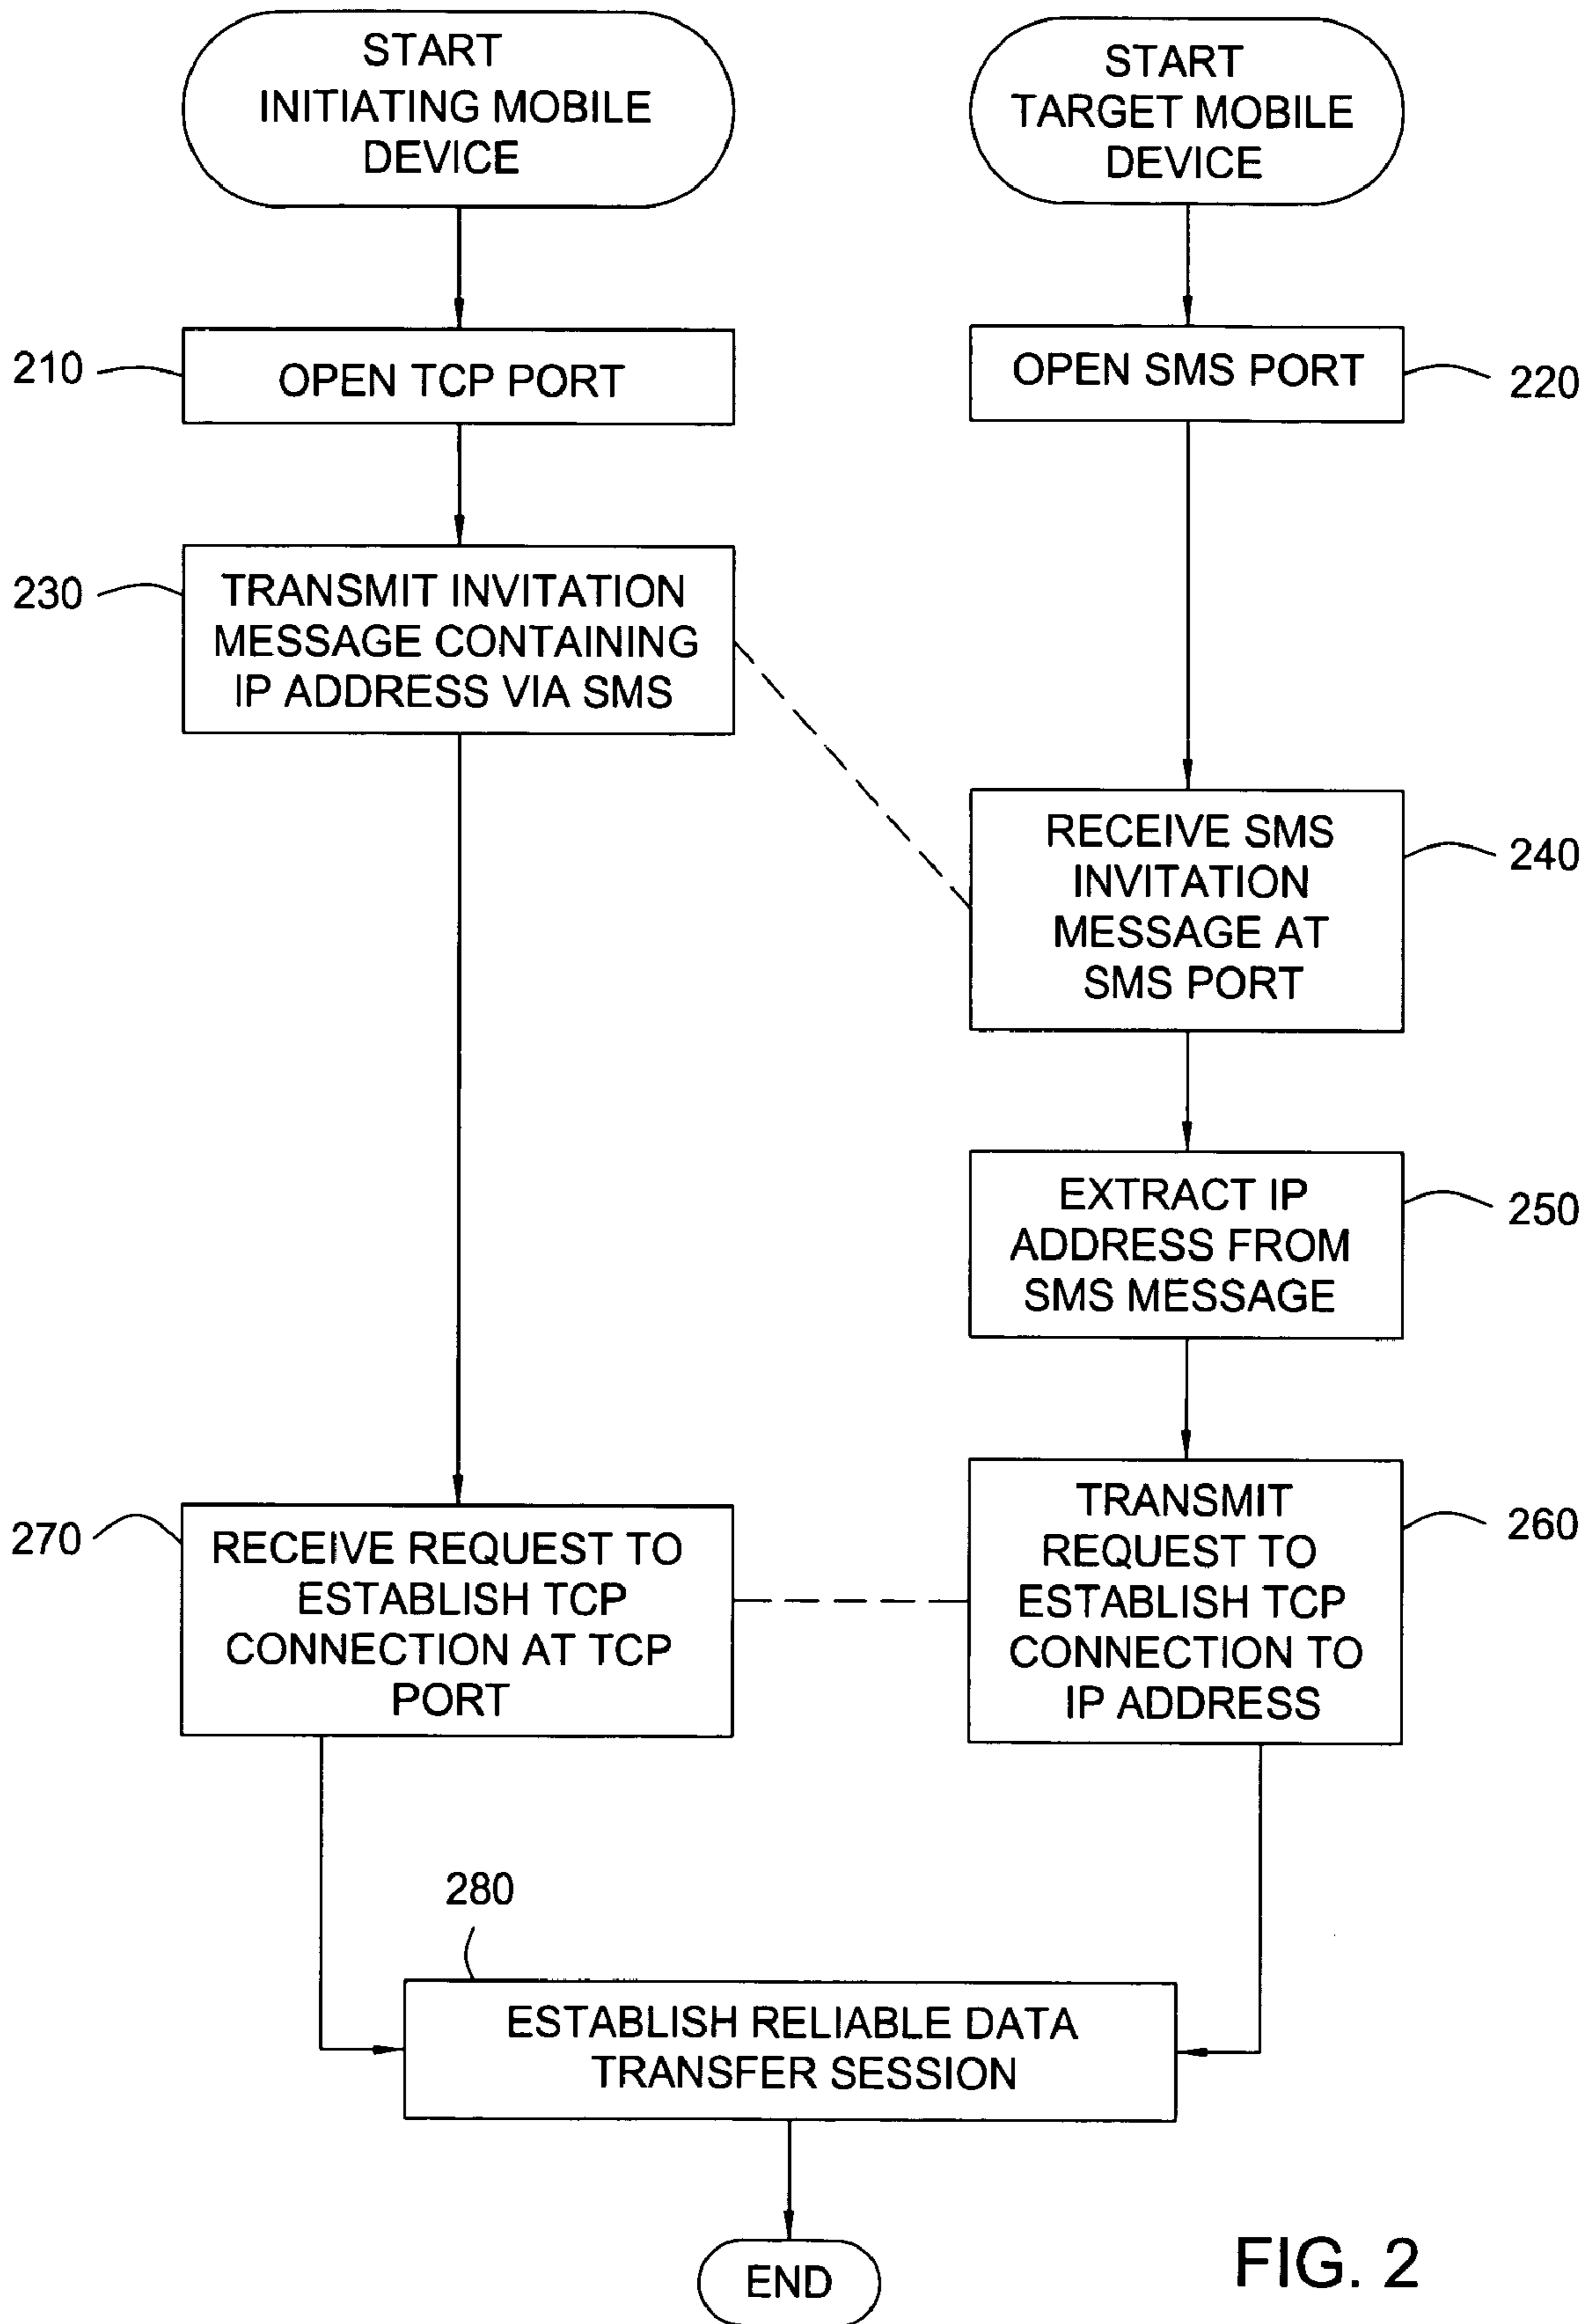 START
INITIATING MOBILE
DEVICE
START
TARGET MOBILE
DEVICE
210
OPEN TCP PORT
OPEN SMS PORT
220
230
TRANSMIT INVITATION
MESSAGE CONTAINING
IP ADDRESS VIA SMS
RECEIVE SMS
INVITATION
MESSAGE AT
SMS PORT
240
EXTRACT IP
ADDRESS FROM
SMS MESSAGE
250
TRANSMIT
REQUEST TO
ESTABLISH TCP
CONNECTION TO
IP ADDRESS
260
270
RECEIVE REQUEST TO
ESTABLISH TCP
CONNECTION AT TCP
PORT
280
ESTABLISH RELIABLE DATA
TRANSFER SESSION
END
FIG. 2